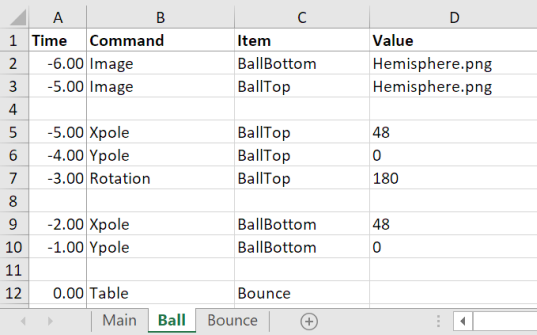 A B C D
1 Time Command Item Value
2 -6.00 Image BallBottom Hemisphere.png
3 -5.00 Image BallTop Hemisphere.png
4
5 -5.00 Xpole BallTop 48
6 -4.00 Ypole BallTop 0
7 -3.00 Rotation BallTop 180
8
9 -2.00 Xpole BallBottom 48
10 -1.00 Ypole BallBottom 0
11
12 0.00 Table Bounce
Main Ball Bounce